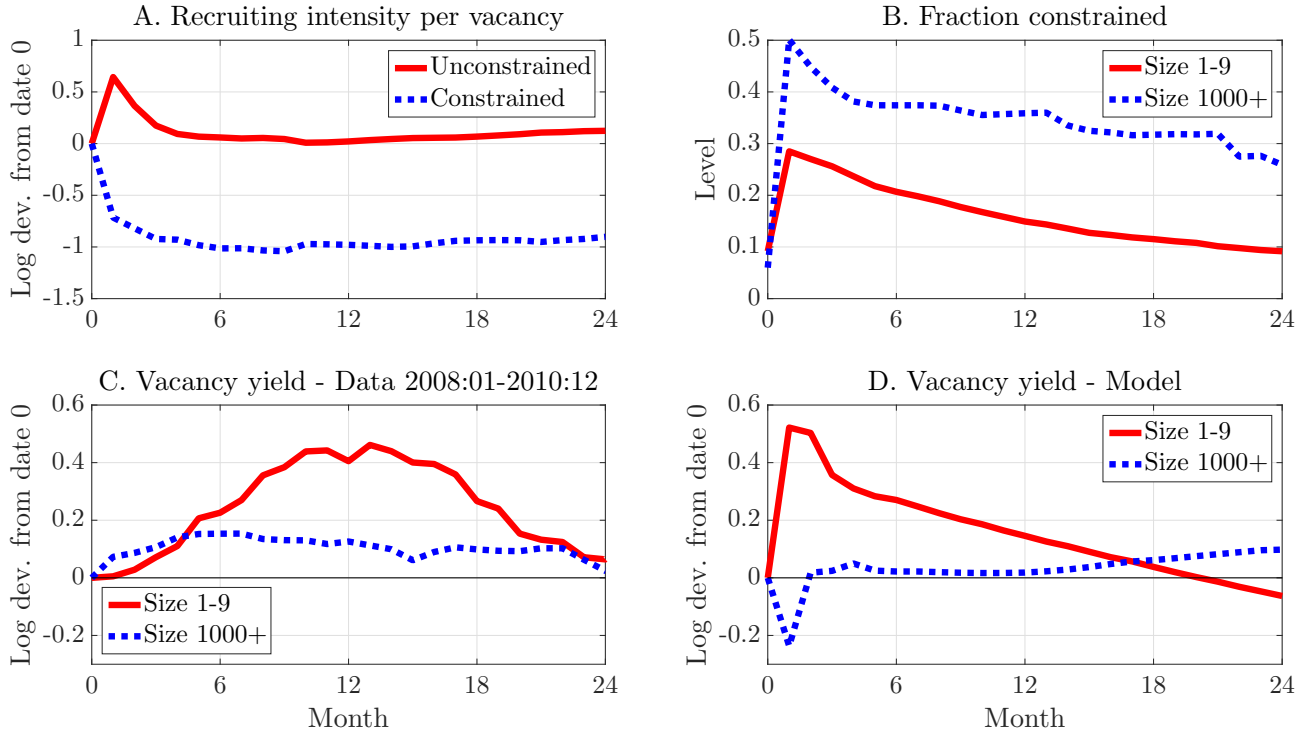 A. Recruiting intensity per vacancy
Log dev. from date 0
1
0.5
0
-0.5
-1
-1.5
Unconstrained
Constrained
0 6 12 18 24
B. Fraction constrained
Level
0.5
0.4
0.3
0.2
0.1
0
Size 1-9
Size 1000+
0 6 12 18 24
C. Vacancy yield - Data 2008:01-2010:12
Log dev. from date 0
0.6
0.4
0.2
0
-0.2
Size 1-9
Size 1000+
0 6 12 18 24
Month
D. Vacancy yield - Model
Log dev. from date 0
0.6
0.4
0.2
0
-0.2
Size 1-9
Size 1000+
0 6 12 18 24
Month